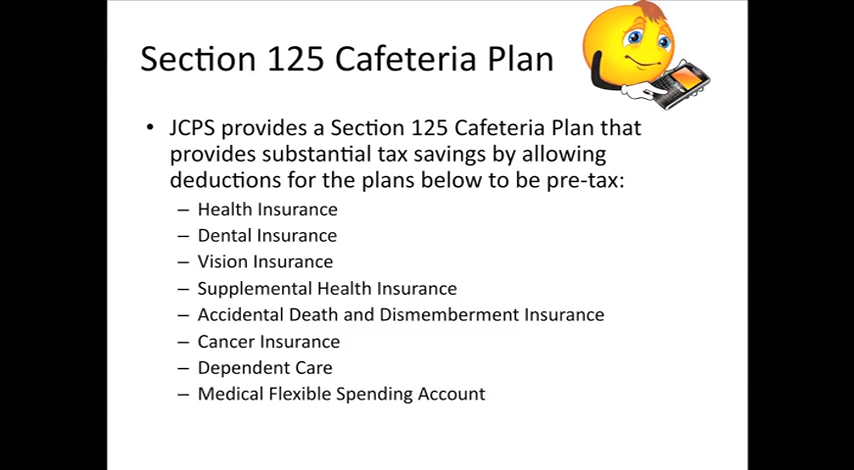 Section 125 Cafeteria Plan
• JCPS provides a Section 125 Cafeteria Plan that
provides substantial tax savings by allowing
deductions for the plans below to be pre-tax:
– Health Insurance
– Dental Insurance
– Vision Insurance
– Supplemental Health Insurance
– Accidental Death and Dismemberment Insurance
– Cancer Insurance
– Dependent Care
– Medical Flexible Spending Account